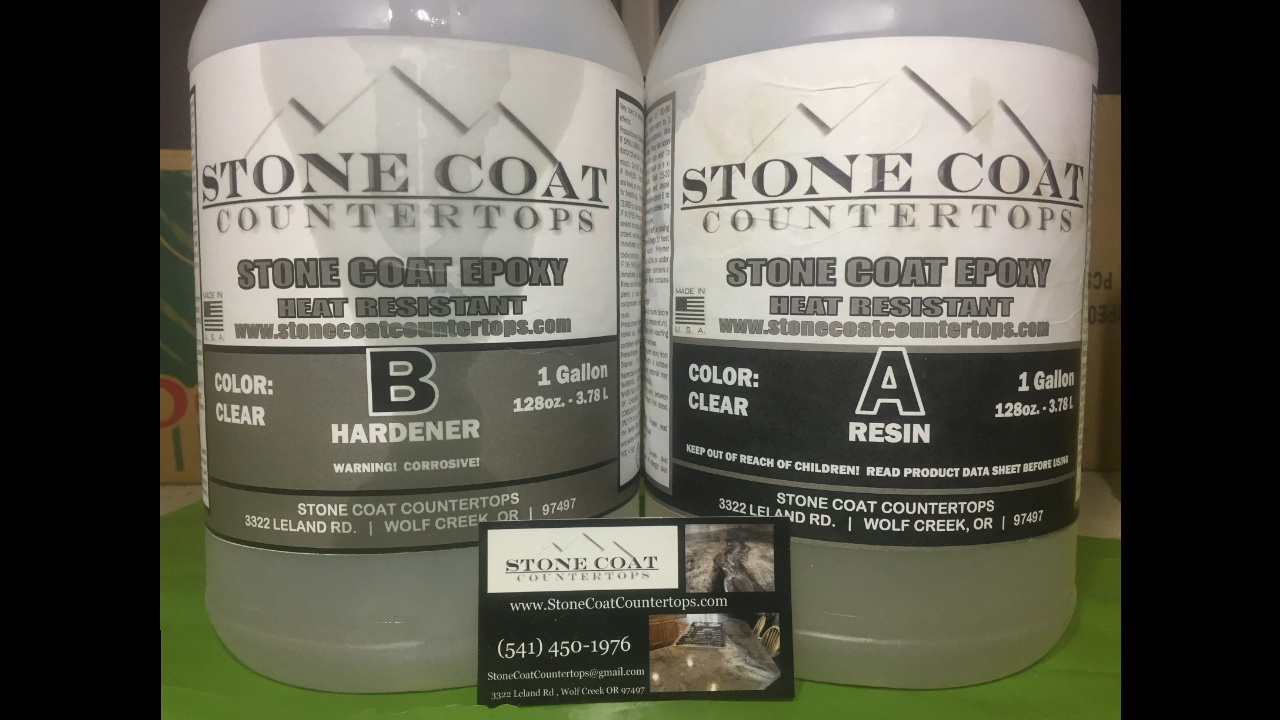 STONE COAT
COUNTERTOPS
STONE COAT EPOXY
HEAT RESISTANT
www.stonecoatcountertops.com
MADE IN
U.S.A.
COLOR:
CLEAR
B
HARDENER
1 Gallon
128oz. - 3.78 L
WARNING! CORROSIVE!
STONE COAT COUNTERTOPS
3322 LELAND RD. | WOLF CREEK, OR | 97497
STONE COAT
COUNTERTOPS
STONE COAT EPOXY
HEAT RESISTANT
www.stonecoatcountertops.com
MADE IN
U.S.A.
COLOR:
CLEAR
A
RESIN
1 Gallon
128oz. - 3.78 L
KEEP OUT OF REACH OF CHILDREN! READ PRODUCT DATA SHEET BEFORE USING
STONE COAT COUNTERTOPS
3322 LELAND RD. | WOLF CREEK, OR | 97497
STONE COAT
COUNTERTOPS
www.StoneCoatCountertops.com
(541) 450-1976
StoneCoatCountertops@gmail.com
3322 Leland Rd , Wolf Creek OR 97497